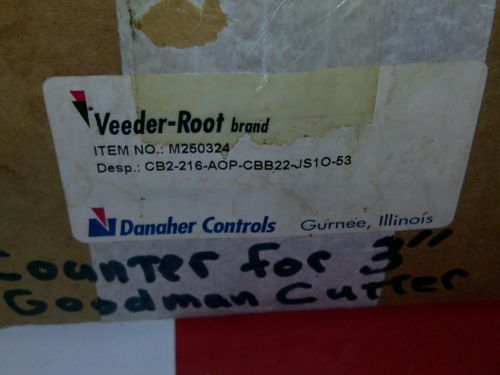 Veeder-Root brand
ITEM NO.: M250324
Desp.: CB2-216-AOP-CBB22-JS1O-53
Danaher Controls Gurnee, Illinois
Counter for 3"
Goodman Cutter